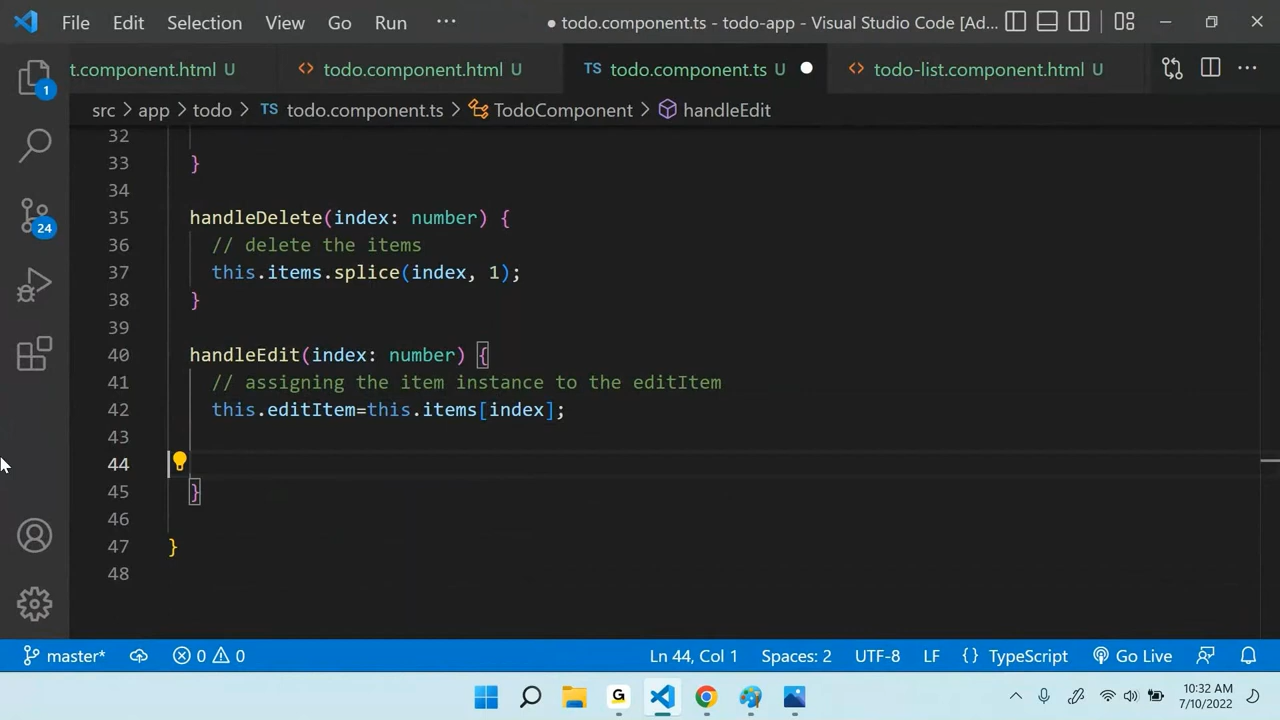 File Edit Selection View Go Run ··· ● todo.component.ts - todo-app - Visual Studio Code [Ad...
t.component.html U <> todo.component.html U TS todo.component.ts U ● <> todo-list.component.html U ···
src > app > todo > TS todo.component.ts > TodoComponent > handleEdit
1
24
32
33 }
34
35 handleDelete(index: number) {
36 // delete the items
37 this.items.splice(index, 1);
38 }
39
40 handleEdit(index: number) {
41 // assigning the item instance to the editItem
42 this.editItem=this.items[index];
43
44
45 }
46
47 }
48
master* 0 0 Ln 44, Col 1 Spaces: 2 UTF-8 LF {} TypeScript Go Live
G 10:32 AM
7/10/2022